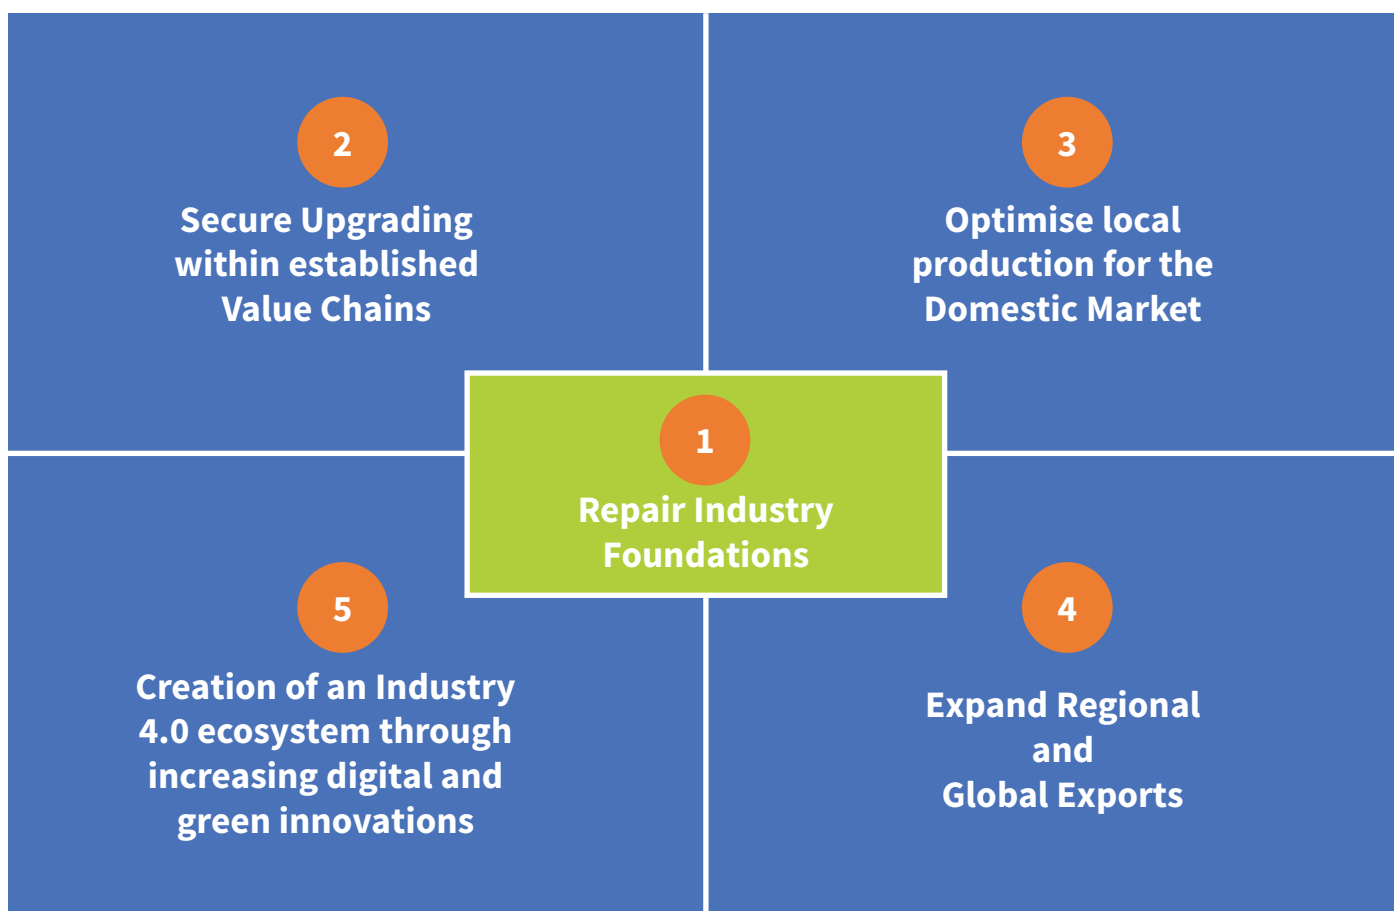 2
Secure Upgrading
within established
Value Chains
3
Optimise local
production for the
Domestic Market
1
Repair Industry
Foundations
5
Creation of an Industry
4.0 ecosystem through
increasing digital and
green innovations
4
Expand Regional
and
Global Exports